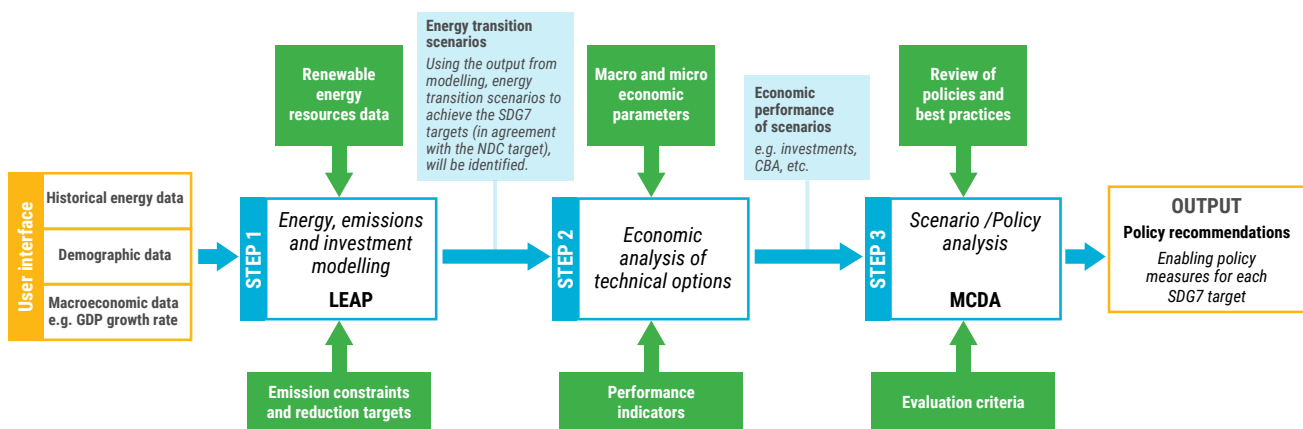 User interface
Historical energy data
Demographic data
Macroeconomic data
e.g. GDP growth rate
Renewable
energy
resources data
STEP 1
Energy, emissions
and investment
modelling
LEAP
Emission constraints
and reduction targets
Energy transition
scenarios
Using the output from
modelling, energy
transition scenarios to
achieve the SDG7
targets (in agreement
with the NDC target),
will be identified.
Macro and micro
economic
parameters
STEP 2
Economic
analysis of
technical options
Performance
indicators
Economic
performance
of scenarios
e.g. investments,
CBA, etc.
Review of
policies and
best practices
STEP 3
Scenario /Policy
analysis
MCDA
Evaluation criteria
OUTPUT
Policy recommendations
Enabling policy
measures for each
SDG7 target